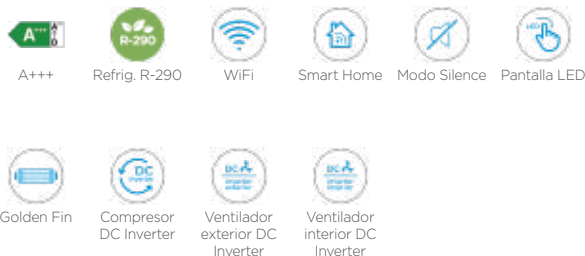 A+++
R-290
LED
A+++ Refrig. R-290 WiFi Smart Home Modo Silence Pantalla LED
DC
DC
DC
Golden Fin Compresor Ventilador Ventilador
DC Inverter exterior DC interior DC
Inverter Inverter